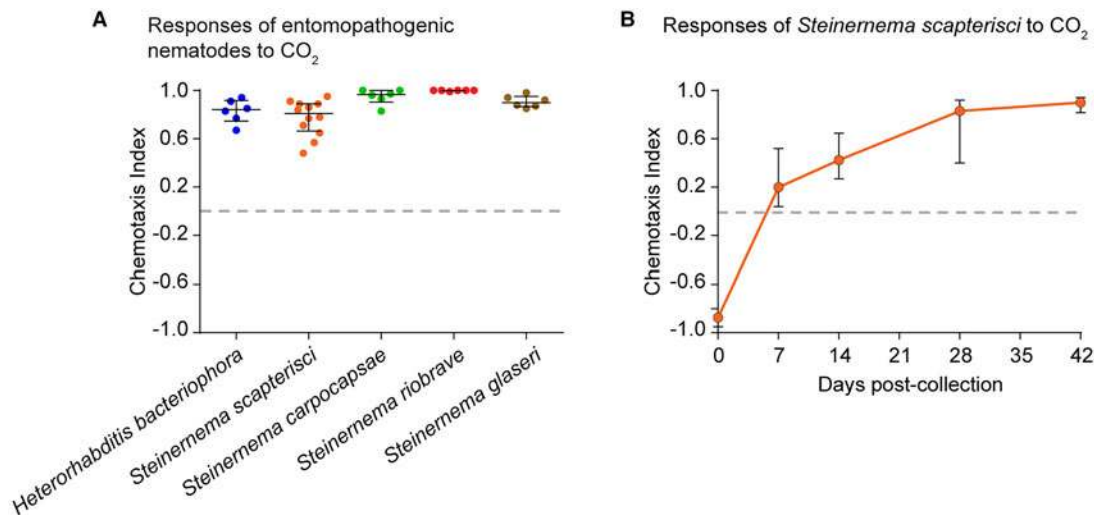 A
Responses of entomopathogenic
nematodes to CO₂
Chemotaxis Index
1.0
0.6
0.2
-0.2
-0.6
-1.0
Heterorhabditis bacteriophora
Steinernema scapterisci
Steinernema carpocapsae
Steinernema riobrave
Steinernema glaseri
B
Responses of Steinernema scapterisci to CO₂
Chemotaxis Index
1.0
0.6
0.2
-0.2
-0.6
-1.0
0 7 14 21 28 35 42
Days post-collection